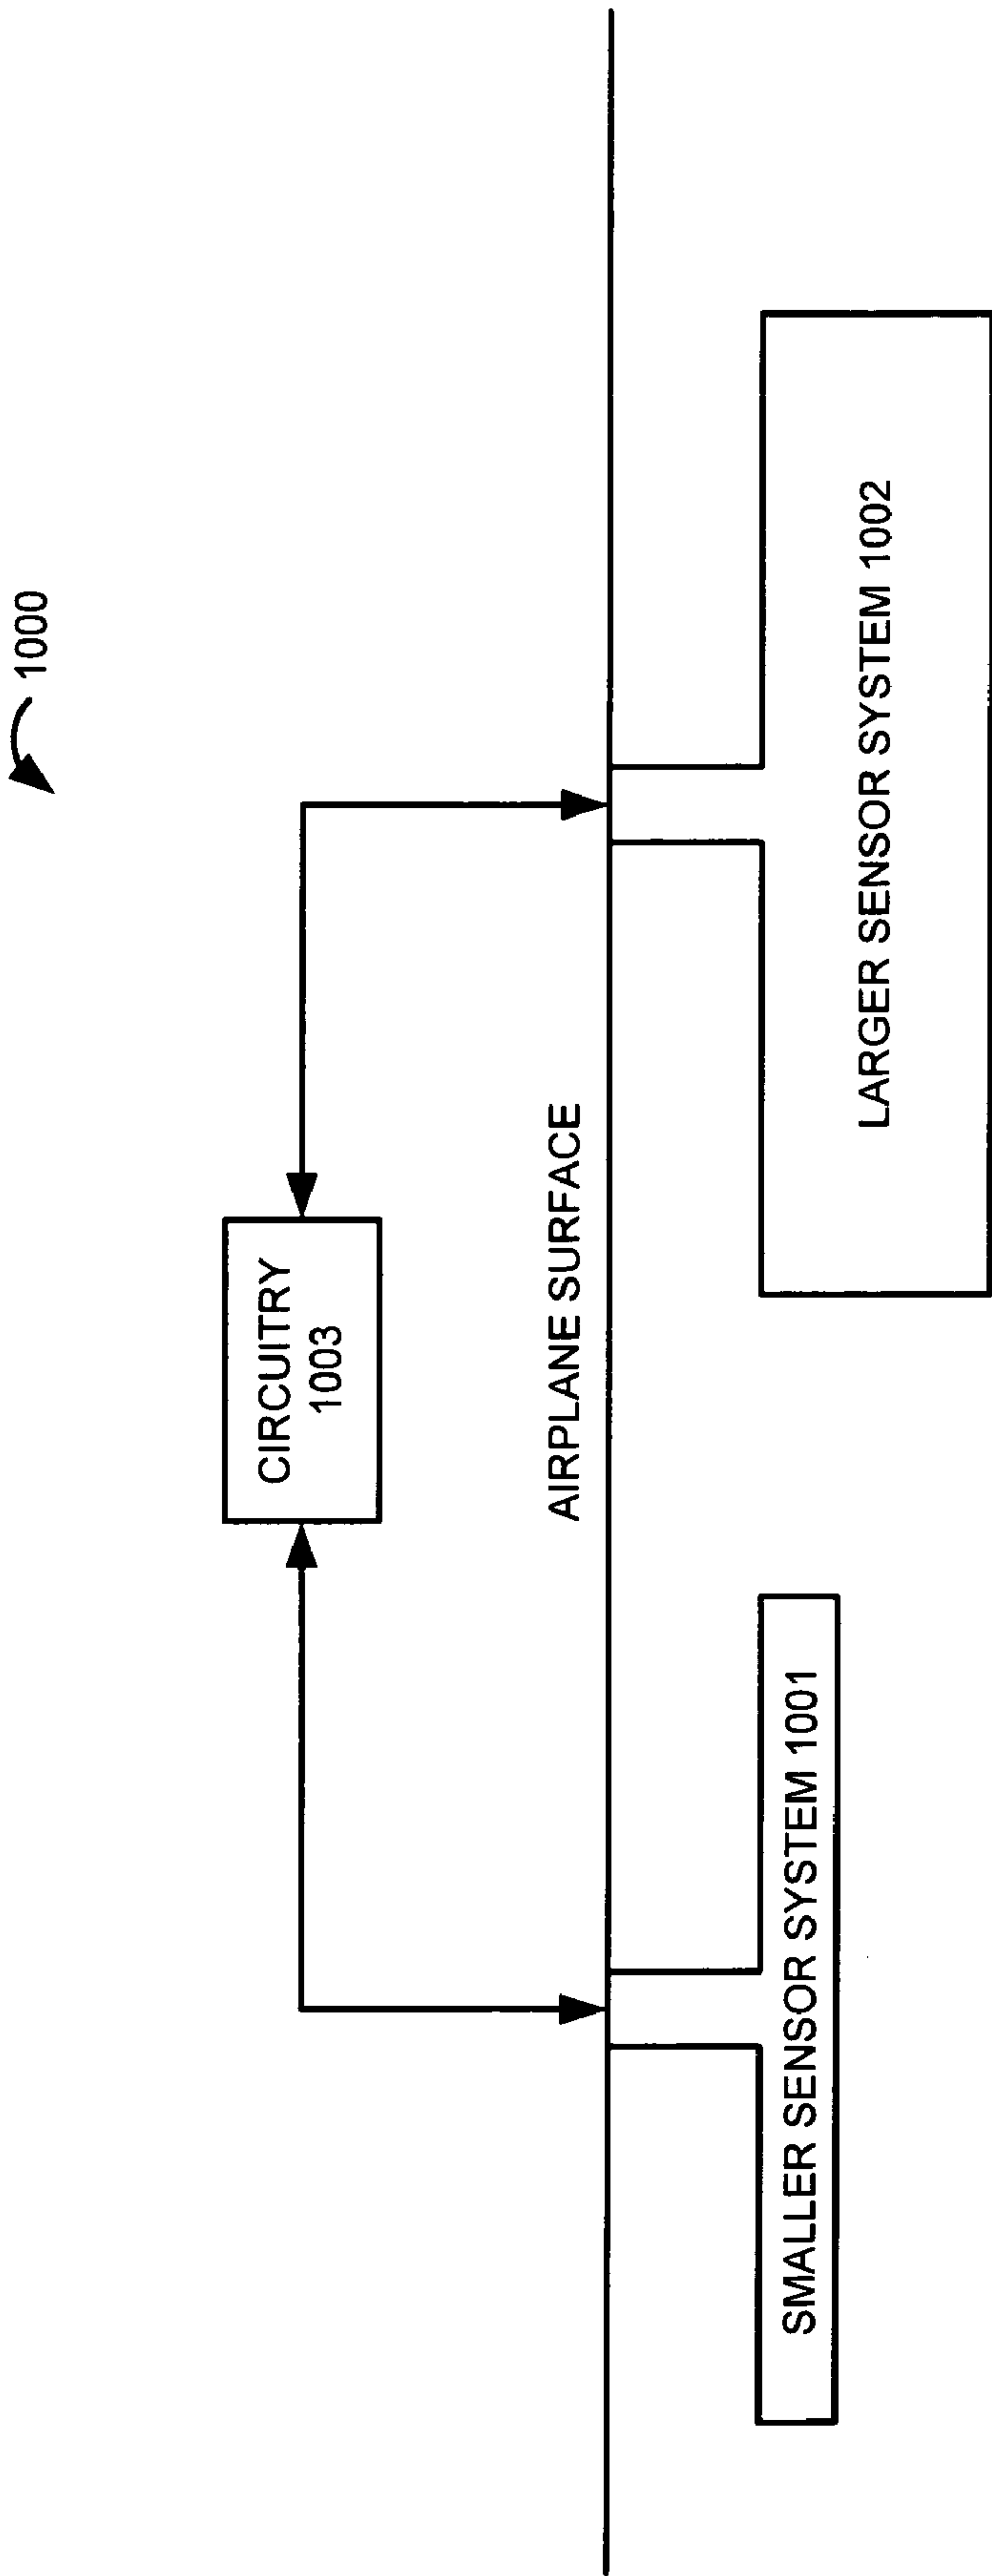 1000
CIRCUITRY
1003
AIRPLANE SURFACE
SMALLER SENSOR SYSTEM 1001
LARGER SENSOR SYSTEM 1002